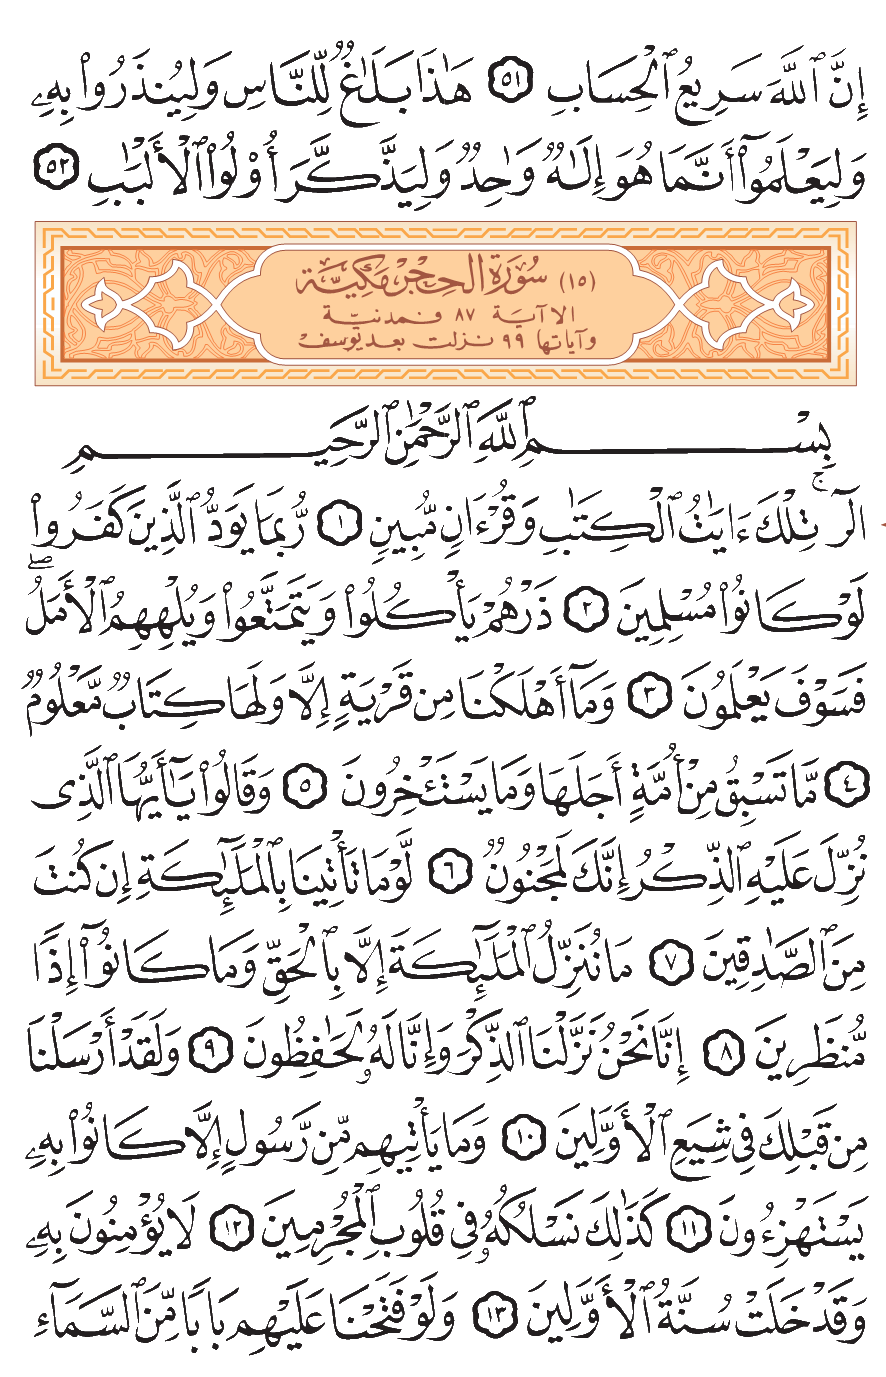 إِنَّ ٱللَّهَ سَرِيعُ ٱلْحِسَابِ ٥١ هَٰذَا بَلَٰغٌ لِّلنَّاسِ وَلِيُنذَرُوا۟ بِهِۦ
وَلِيَعْلَمُوٓا۟ أَنَّمَا هُوَ إِلَٰهٌ وَٰحِدٌ وَلِيَذَّكَّرَ أُو۟لُوا۟ ٱلْأَلْبَٰبِ ٥٢
(١٥) سُورَة الحِجْر مَكِيَّة
الا آية ٨٧ فمدنيّة
وآياتها ٩٩ نزلت بعد يوسف
بِسْمِ ٱللَّهِ ٱلرَّحْمَٰنِ ٱلرَّحِيمِ
الٓرۚ تِلْكَ ءَايَٰتُ ٱلْكِتَٰبِ وَقُرْءَانٍ مُّبِينٍ ١ رُّبَمَا يَوَدُّ ٱلَّذِينَ كَفَرُوا۟
لَوْ كَانُوا۟ مُسْلِمِينَ ٢ ذَرْهُمْ يَأْكُلُوا۟ وَيَتَمَتَّعُوا۟ وَيُلْهِهِمُ ٱلْأَمَلُۖ
فَسَوْفَ يَعْلَمُونَ ٣ وَمَآ أَهْلَكْنَا مِن قَرْيَةٍ إِلَّا وَلَهَا كِتَابٌ مَّعْلُومٌ
٤ مَّا تَسْبِقُ مِنْ أُمَّةٍ أَجَلَهَا وَمَا يَسْتَـْٔخِرُونَ ٥ وَقَالُوا۟ يَٰٓأَيُّهَا ٱلَّذِى
نُزِّلَ عَلَيْهِ ٱلذِّكْرُ إِنَّكَ لَمَجْنُونٌ ٦ لَّوْمَا تَأْتِينَا بِٱلْمَلَٰٓئِكَةِ إِن كُنتَ
مِنَ ٱلصَّٰدِقِينَ ٧ مَا نُنَزِّلُ ٱلْمَلَٰٓئِكَةَ إِلَّا بِٱلْحَقِّ وَمَا كَانُوٓا۟ إِذًا
مُّنظَرِينَ ٨ إِنَّا نَحْنُ نَزَّلْنَا ٱلذِّكْرَ وَإِنَّا لَهُۥ لَحَٰفِظُونَ ٩ وَلَقَدْ أَرْسَلْنَا
مِن قَبْلِكَ فِى شِيَعِ ٱلْأَوَّلِينَ ١٠ وَمَا يَأْتِيهِم مِّن رَّسُولٍ إِلَّا كَانُوا۟ بِهِۦ
يَسْتَهْزِءُونَ ١١ كَذَٰلِكَ نَسْلُكُهُۥ فِى قُلُوبِ ٱلْمُجْرِمِينَ ١٢ لَا يُؤْمِنُونَ بِهِۦ
وَقَدْ خَلَتْ سُنَّةُ ٱلْأَوَّلِينَ ١٣ وَلَوْ فَتَحْنَا عَلَيْهِم بَابًا مِّنَ ٱلسَّمَآءِ